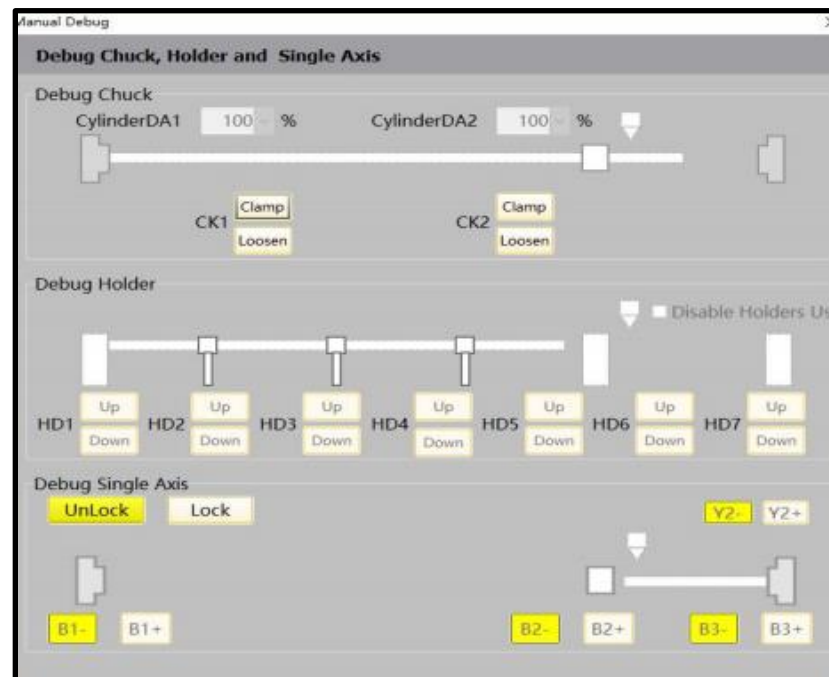 Manual Debug
Debug Chuck, Holder and Single Axis
Debug Chuck
CylinderDA1 100 % CylinderDA2 100 %
CK1 Clamp Loosen CK2 Clamp Loosen
Debug Holder
Disable Holders Us
HD1 Up Down HD2 Up Down HD3 Up Down HD4 Up Down HD5 Up Down HD6 Up Down HD7 Up Down
Debug Single Axis
UnLock Lock Y2- Y2+
B1- B1+ B2- B2+ B3- B3+